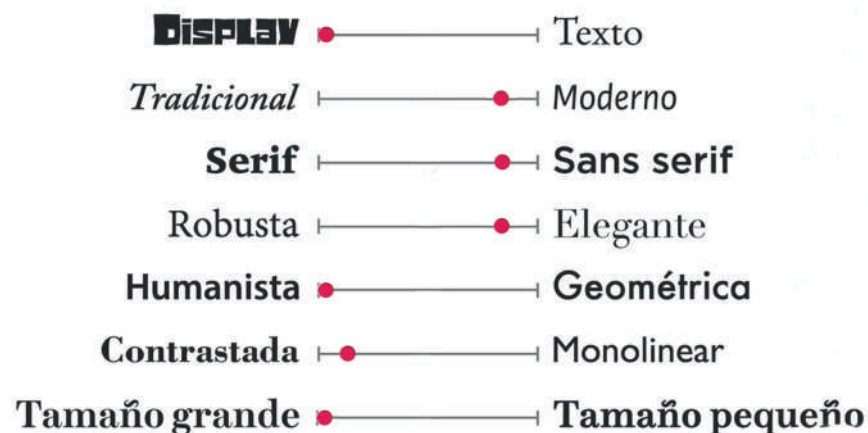 Display Texto
Tradicional Moderno
Serif Sans serif
Robusta Elegante
Humanista Geométrica
Contrastada Monolinear
Tamaño grande Tamaño pequeño